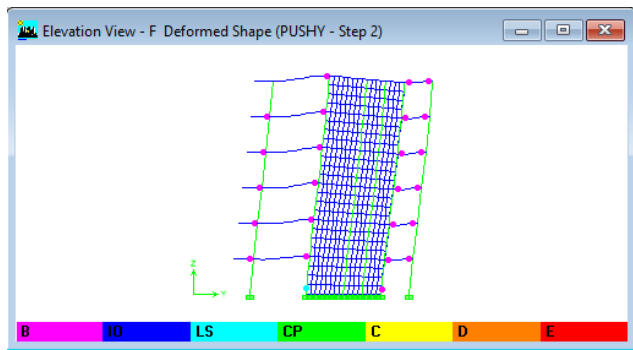 Elevation View - F Deformed Shape (PUSHY - Step 2)
Z
Y
B IO LS CP C D E